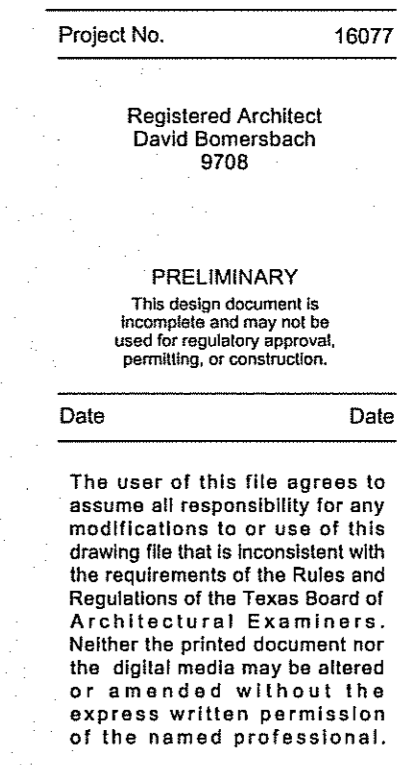 Project No. 16077
Registered Architect
David Bomersbach
9708
PRELIMINARY
This design document is
incomplete and may not be
used for regulatory approval,
permitting, or construction.
Date Date
The user of this file agrees to
assume all responsibility for any
modifications to or use of this
drawing file that is inconsistent with
the requirements of the Rules and
Regulations of the Texas Board of
Architectural Examiners.
Neither the printed document nor
the digital media may be altered
or amended without the
express written permission
of the named professional.